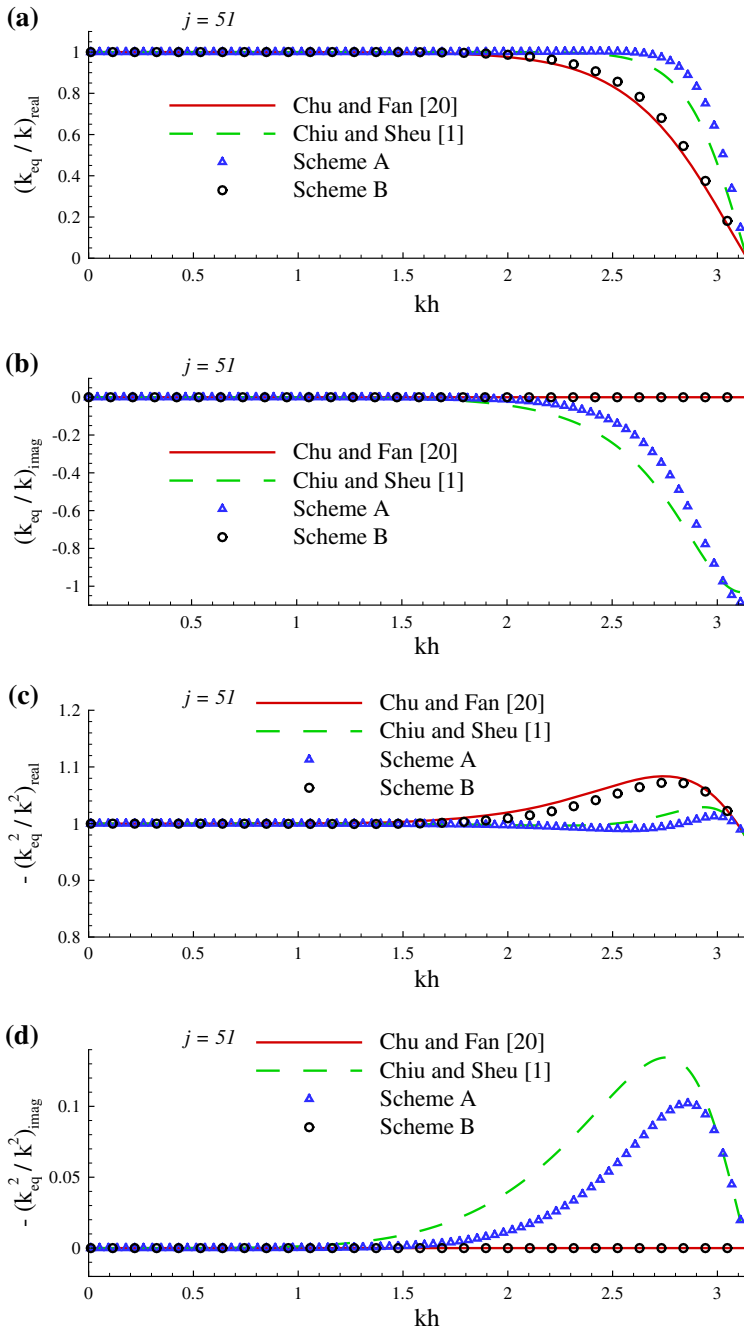 (a)
j = 51
1
0.8
0.6
0.4
0.2
0
(k_eq / k)_real
Chu and Fan [20]
Chiu and Sheu [1]
Scheme A
Scheme B
0 0.5 1 1.5 2 2.5 3
kh
(b)
j = 51
0
-0.2
-0.4
-0.6
-0.8
-1
(k_eq / k)_imag
Chu and Fan [20]
Chiu and Sheu [1]
Scheme A
Scheme B
0.5 1 1.5 2 2.5 3
kh
(c)
j = 51
1.2
1.1
1
0.9
0.8
- (k_eq^2 / k^2)_real
Chu and Fan [20]
Chiu and Sheu [1]
Scheme A
Scheme B
0 0.5 1 1.5 2 2.5 3
kh
(d)
j = 51
0.1
0.05
0
- (k_eq^2 / k^2)_imag
Chu and Fan [20]
Chiu and Sheu [1]
Scheme A
Scheme B
0 0.5 1 1.5 2 2.5 3
kh